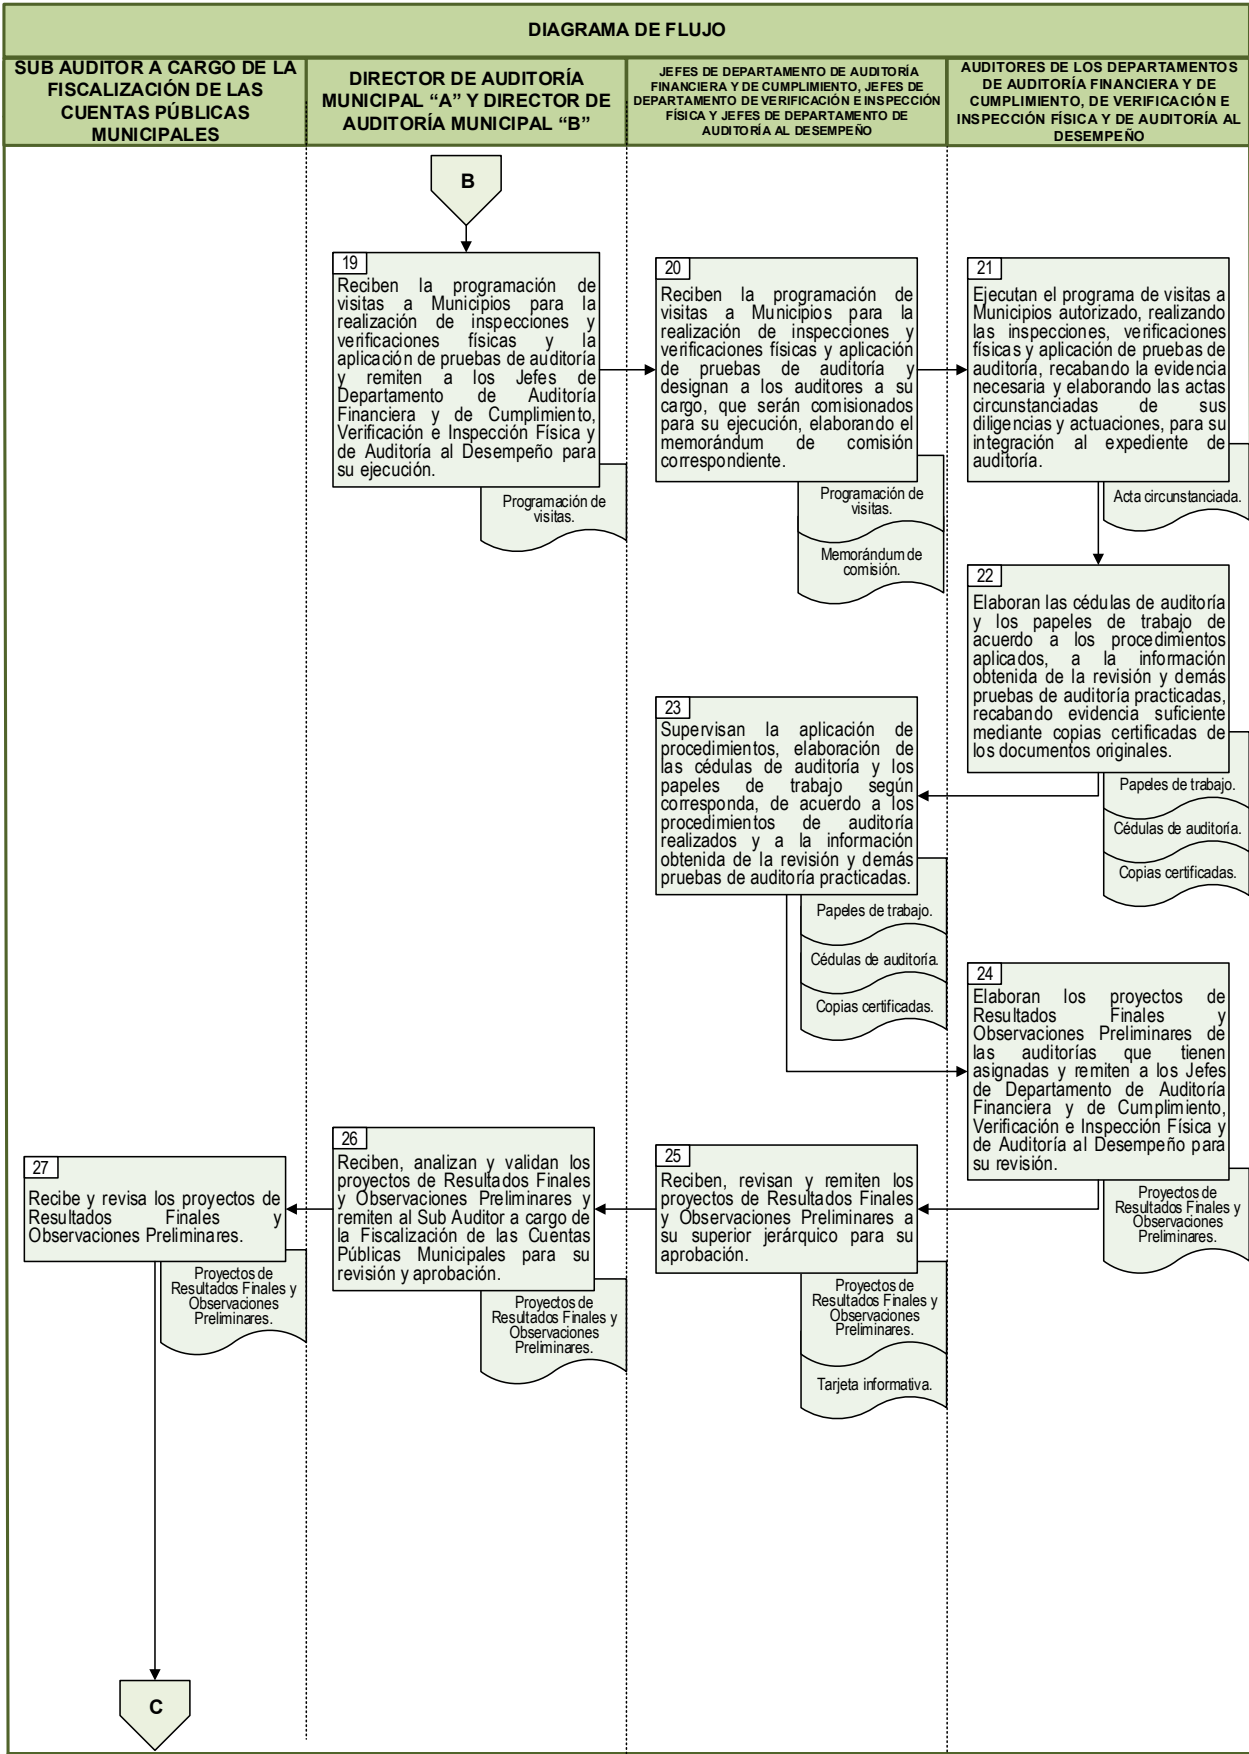 DIAGRAMA DE FLUJO
SUB AUDITOR A CARGO DE LA
FISCALIZACIÓN DE LAS
CUENTAS PÚBLICAS
MUNICIPALES
DIRECTOR DE AUDITORÍA
MUNICIPAL “A” Y DIRECTOR DE
AUDITORÍA MUNICIPAL “B”
JEFES DE DEPARTAMENTO DE AUDITORÍA
FINANCIERA Y DE CUMPLIMIENTO, JEFES DE
DEPARTAMENTO DE VERIFICACIÓN E INSPECCIÓN
FÍSICA Y JEFES DE DEPARTAMENTO DE
AUDITORÍA AL DESEMPEÑO
AUDITORES DE LOS DEPARTAMENTOS
DE AUDITORÍA FINANCIERA Y DE
CUMPLIMIENTO, DE VERIFICACIÓN E
INSPECCIÓN FÍSICA Y DE AUDITORÍA AL
DESEMPEÑO
B
19
Reciben la programación de
visitas a Municipios para la
realización de inspecciones y
verificaciones físicas y la
aplicación de pruebas de auditoría
y remiten a los Jefes de
Departamento de Auditoría
Financiera y de Cumplimiento,
Verificación e Inspección Física y
de Auditoría al Desempeño para
su ejecución.
Programación de
visitas.
20
Reciben la programación de
visitas a Municipios para la
realización de inspecciones y
verificaciones físicas y aplicación
de pruebas de auditoría y
designan a los auditores a su
cargo, que serán comisionados
para su ejecución, elaborando el
memorándum de comisión
correspondiente.
Programación de
visitas.
Memorándum de
comisión.
21
Ejecutan el programa de visitas a
Municipios autorizado, realizando
las inspecciones, verificaciones
físicas y aplicación de pruebas de
auditoría, recabando la evidencia
necesaria y elaborando las actas
circunstanciadas de sus
diligencias y actuaciones, para su
integración al expediente de
auditoría.
Acta circunstanciada.
22
Elaboran las cédulas de auditoría
y los papeles de trabajo de
acuerdo a los procedimientos
aplicados, a la información
obtenida de la revisión y demás
pruebas de auditoría practicadas,
recabando evidencia suficiente
mediante copias certificadas de
los documentos originales.
Papeles de trabajo.
Cédulas de auditoría.
Copias certificadas.
23
Supervisan la aplicación de
procedimientos, elaboración de
las cédulas de auditoría y los
papeles de trabajo según
corresponda, de acuerdo a los
procedimientos de auditoría
realizados y a la información
obtenida de la revisión y demás
pruebas de auditoría practicadas.
Papeles de trabajo.
Cédulas de auditoría.
Copias certificadas.
24
Elaboran los proyectos de
Resultados Finales y
Observaciones Preliminares de
las auditorías que tienen
asignadas y remiten a los Jefes
de Departamento de Auditoría
Financiera y de Cumplimiento,
Verificación e Inspección Física y
de Auditoría al Desempeño para
su revisión.
Proyectos de
Resultados Finales y
Observaciones
Preliminares.
25
Reciben, revisan y remiten los
proyectos de Resultados Finales
y Observaciones Preliminares a
su superior jerárquico para su
aprobación.
Proyectos de
Resultados Finales y
Observaciones
Preliminares.
Tarjeta informativa.
26
Reciben, analizan y validan los
proyectos de Resultados Finales
y Observaciones Preliminares y
remiten al Sub Auditor a cargo de
la Fiscalización de las Cuentas
Públicas Municipales para su
revisión y aprobación.
Proyectos de
Resultados Finales y
Observaciones
Preliminares.
27
Recibe y revisa los proyectos de
Resultados Finales y
Observaciones Preliminares.
Proyectos de
Resultados Finales y
Observaciones
Preliminares.
C